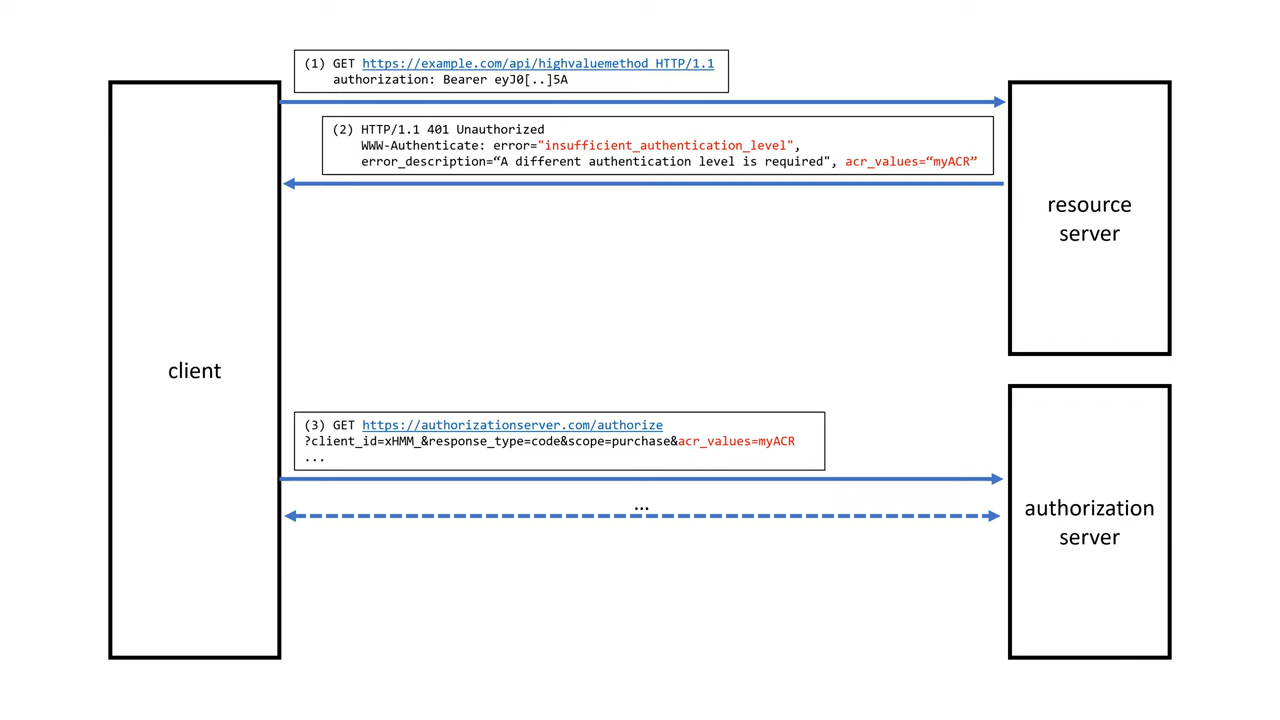 (1) GET https://example.com/api/highvaluemethod HTTP/1.1
authorization: Bearer eyJ0[..]5A
(2) HTTP/1.1 401 Unauthorized
WWW-Authenticate: error="insufficient_authentication_level",
error_description=“A different authentication level is required", acr_values=“myACR”
resource
server
client
(3) GET https://authorizationserver.com/authorize
?client_id=xHMM_&response_type=code&scope=purchase&acr_values=myACR
...
...
authorization
server